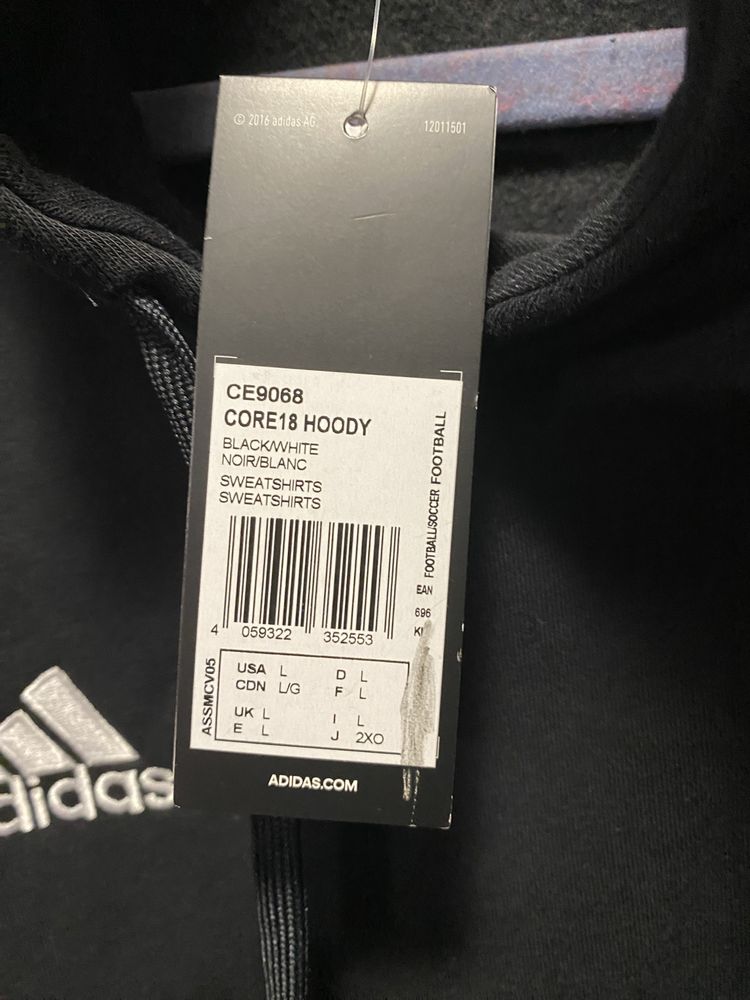 © 2016 adidas AG
12011501
CE9068
CORE18 HOODY
BLACK/WHITE
NOIR/BLANC
SWEATSHIRTS
SWEATSHIRTS
FOOTBALL/SOCCER FOOTBALL
EAN
696
4 059322 352553
ASSMCV05
USA L D L
CDN L/G F L
UK L I L
E L J 2XO
ADIDAS.COM
adidas